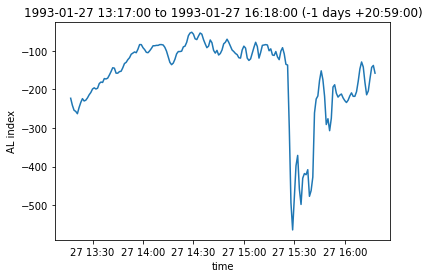 1993-01-27 13:17:00 to 1993-01-27 16:18:00 (-1 days +20:59:00)
−100
−200
−300
−400
−500
AL index
27 13:30 27 14:00 27 14:30 27 15:00 27 15:30 27 16:00
time